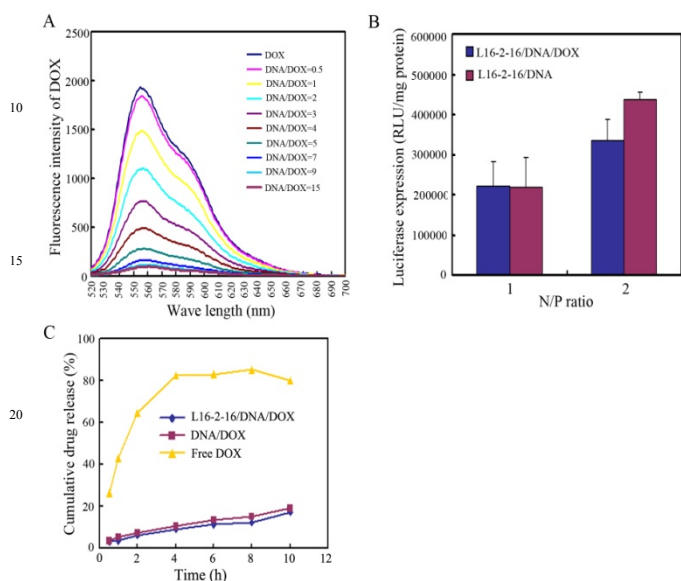 A
Fluorescence intensity of DOX
2500
2000
1500
1000
500
0
DOX
DNA/DOX=0.5
DNA/DOX=1
DNA/DOX=2
DNA/DOX=3
DNA/DOX=4
DNA/DOX=5
DNA/DOX=7
DNA/DOX=9
DNA/DOX=15
520 530 540 550 560 570 580 590 600 610 620 630 640 650 660 670 680 690 700
Wave length (nm)
B
Luciferase expression (RLU/mg protein)
600000
500000
400000
300000
200000
100000
0
L16-2-16/DNA/DOX
L16-2-16/DNA
1 2
N/P ratio
C
Cumulative drug release (%)
100
80
60
40
20
0
L16-2-16/DNA/DOX
DNA/DOX
Free DOX
0 2 4 6 8 10 12
Time (h)
10
15
20